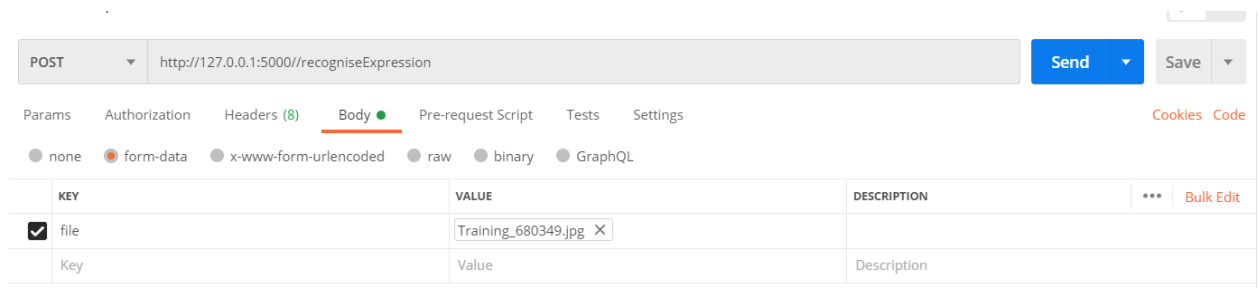 POST http://127.0.0.1:5000//recogniseExpression Send Save
Params Authorization Headers (8) Body Pre-request Script Tests Settings Cookies Code
none form-data x-www-form-urlencoded raw binary GraphQL
KEY VALUE DESCRIPTION ••• Bulk Edit
file Training_680349.jpg
Key Value Description